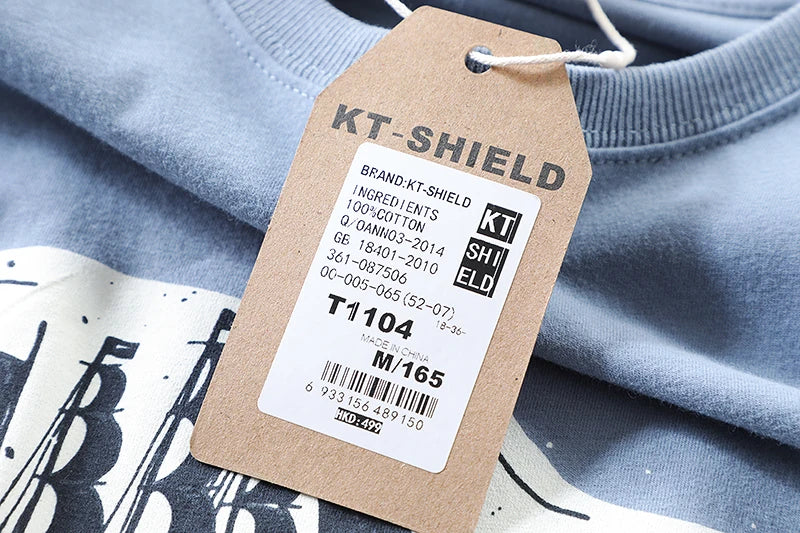 KT-SHIELD
BRAND:KT-SHIELD
INGREDIENTS
100%COTTON
Q/OANN03-2014
GB 18401-2010
361-087506
00-005-065(52-07)
18-36-
T1104
MADE IN CHINA
M/165
6 933156 489150
HKD:499
KT
SHI
ELD